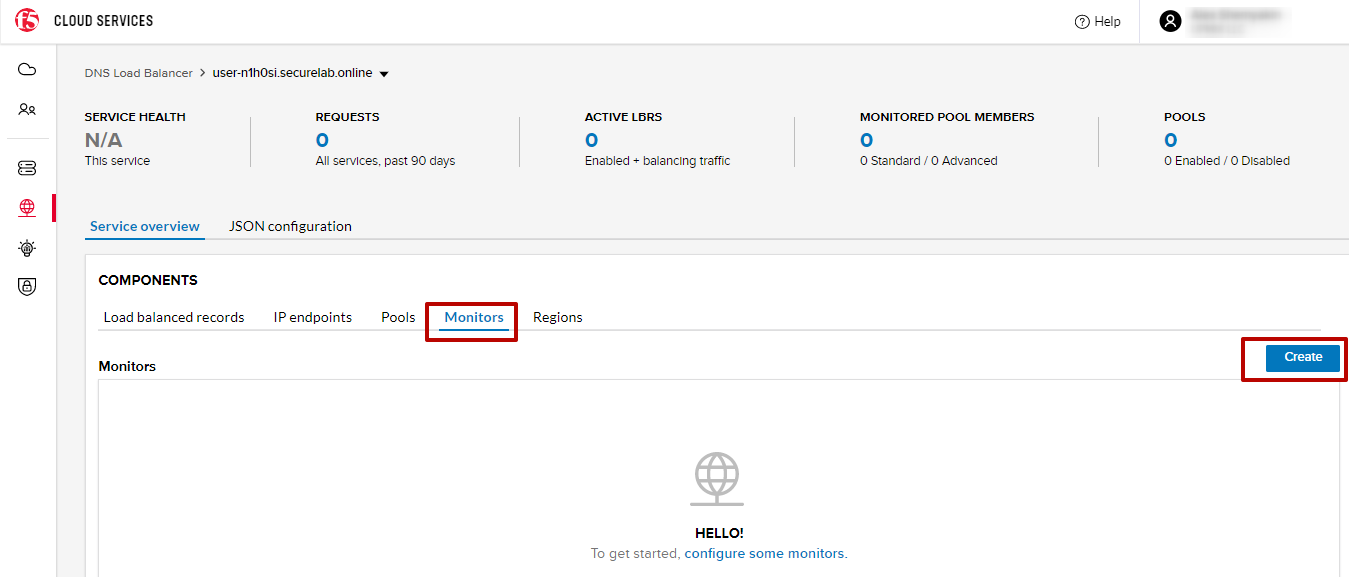 f5 CLOUD SERVICES
Help
DNS Load Balancer > user-n1h0si.securelab.online
SERVICE HEALTH REQUESTS ACTIVE LBRS MONITORED POOL MEMBERS POOLS
N/A 0 0 0 0
This service All services, past 90 days Enabled + balancing traffic 0 Standard / 0 Advanced 0 Enabled / 0 Disabled
Service overview JSON configuration
COMPONENTS
Load balanced records IP endpoints Pools Monitors Regions
Monitors Create
HELLO!
To get started, configure some monitors.